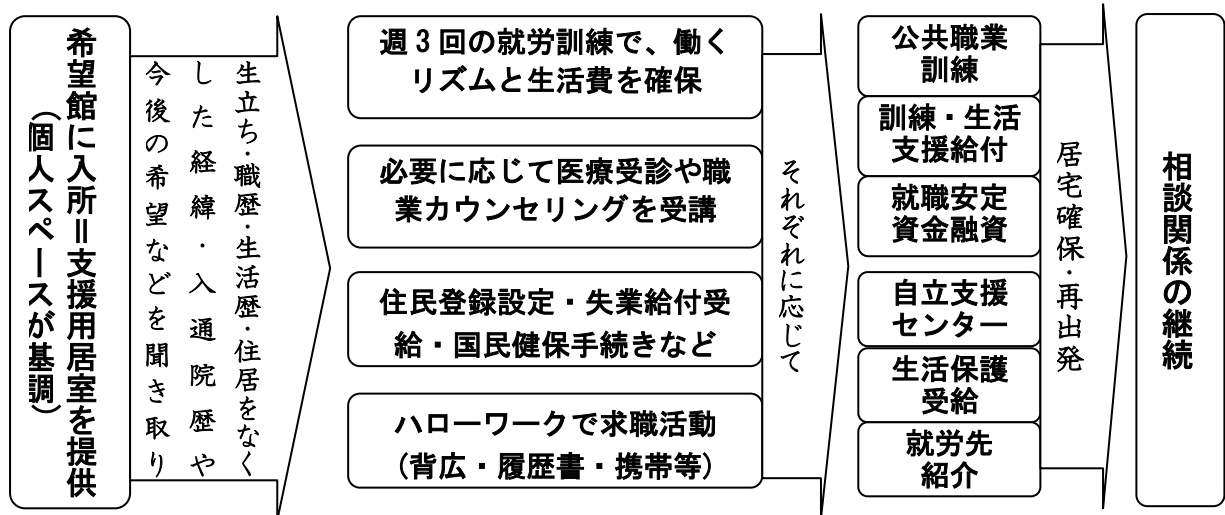 希望館に入所＝支援用居室を提供
（個人スペースが基調）
生立ち・職歴・生活歴・住居をなく
した経緯・入通院歴や
今後の希望などを聞き取り
週3回の就労訓練で、働く
リズムと生活費を確保
必要に応じて医療受診や職
業カウンセリングを受講
住民登録設定・失業給付受
給・国民健保手続きなど
ハローワークで求職活動
(背広・履歴書・携帯等)
それぞれに応じて
公共職業
訓練
訓練・生活
支援給付
就職安定
資金融資
自立支援
センター
生活保護
受給
就労先
紹介
居宅確保・再出発
相談関係の継続